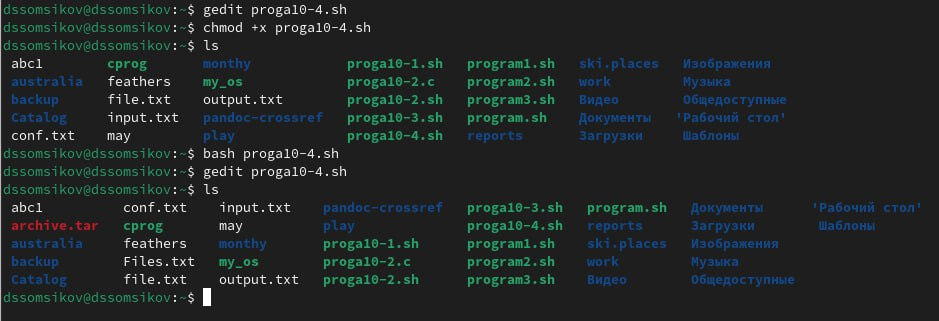 dssomsikov@dssomsikov:~$ gedit proga10-4.sh
dssomsikov@dssomsikov:~$ chmod +x proga10-4.sh
dssomsikov@dssomsikov:~$ ls
abc1 cprog monthy proga10-1.sh program1.sh ski.places Изображения
australia feathers my_os proga10-2.c program2.sh work Музыка
backup file.txt output.txt proga10-2.sh program3.sh Видео Общедоступные
Catalog input.txt pandoc-crossref proga10-3.sh program.sh Документы 'Рабочий стол'
conf.txt may play proga10-4.sh reports Загрузки Шаблоны
dssomsikov@dssomsikov:~$ bash proga10-4.sh
dssomsikov@dssomsikov:~$ gedit proga10-4.sh
dssomsikov@dssomsikov:~$ ls
abc1 conf.txt input.txt pandoc-crossref proga10-3.sh program.sh Документы 'Рабочий стол'
archive.tar cprog may play proga10-4.sh reports Загрузки Шаблоны
australia feathers monthy proga10-1.sh program1.sh ski.places Изображения
backup Files.txt my_os proga10-2.c program2.sh work Музыка
Catalog file.txt output.txt proga10-2.sh program3.sh Видео Общедоступные
dssomsikov@dssomsikov:~$